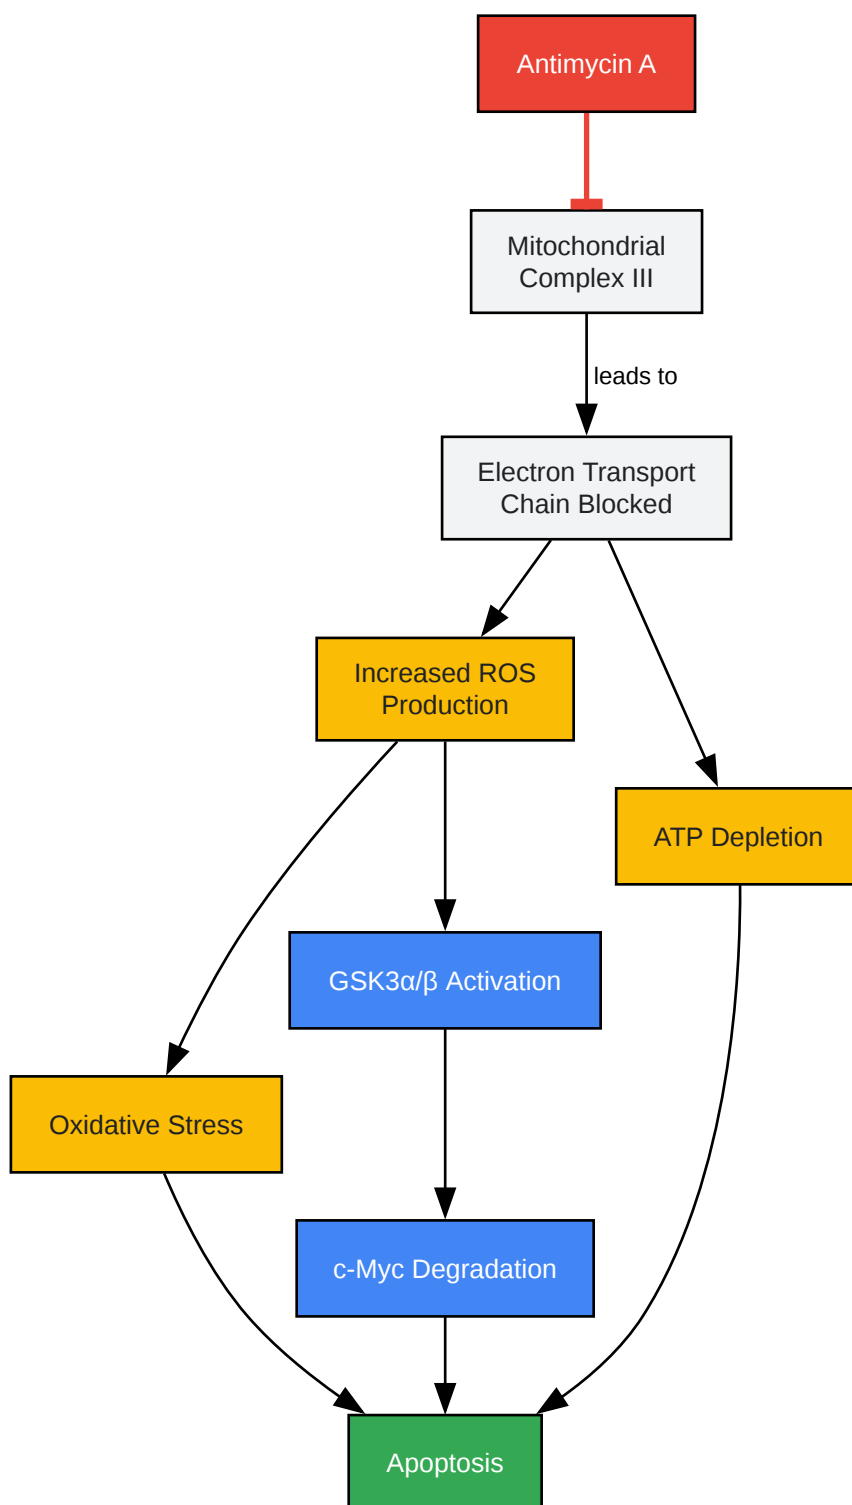 Antimycin A
Mitochondrial
Complex III
leads to
Electron Transport
Chain Blocked
Increased ROS
Production
ATP Depletion
GSK3α/β Activation
Oxidative Stress
c-Myc Degradation
Apoptosis